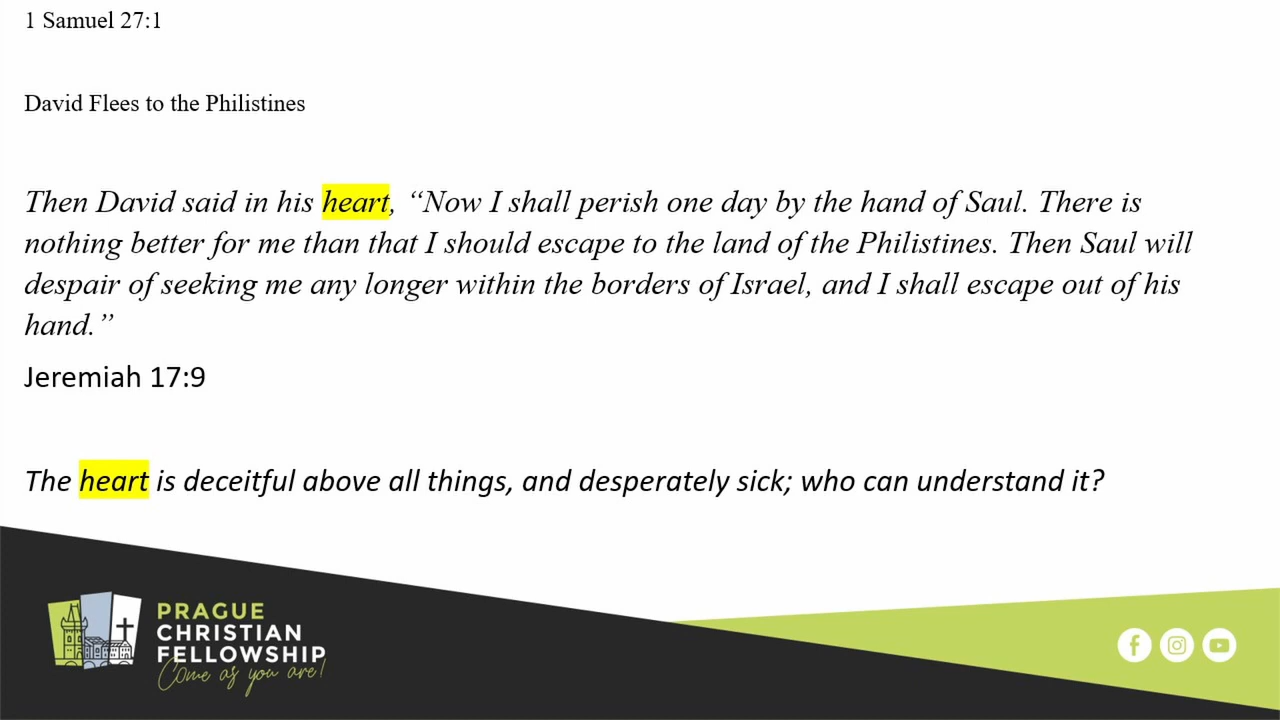 1 Samuel 27:1
David Flees to the Philistines
Then David said in his heart, “Now I shall perish one day by the hand of Saul. There is
nothing better for me than that I should escape to the land of the Philistines. Then Saul will
despair of seeking me any longer within the borders of Israel, and I shall escape out of his
hand.”
Jeremiah 17:9
The heart is deceitful above all things, and desperately sick; who can understand it?
PRAGUE
CHRISTIAN
FELLOWSHIP
Come as you are!